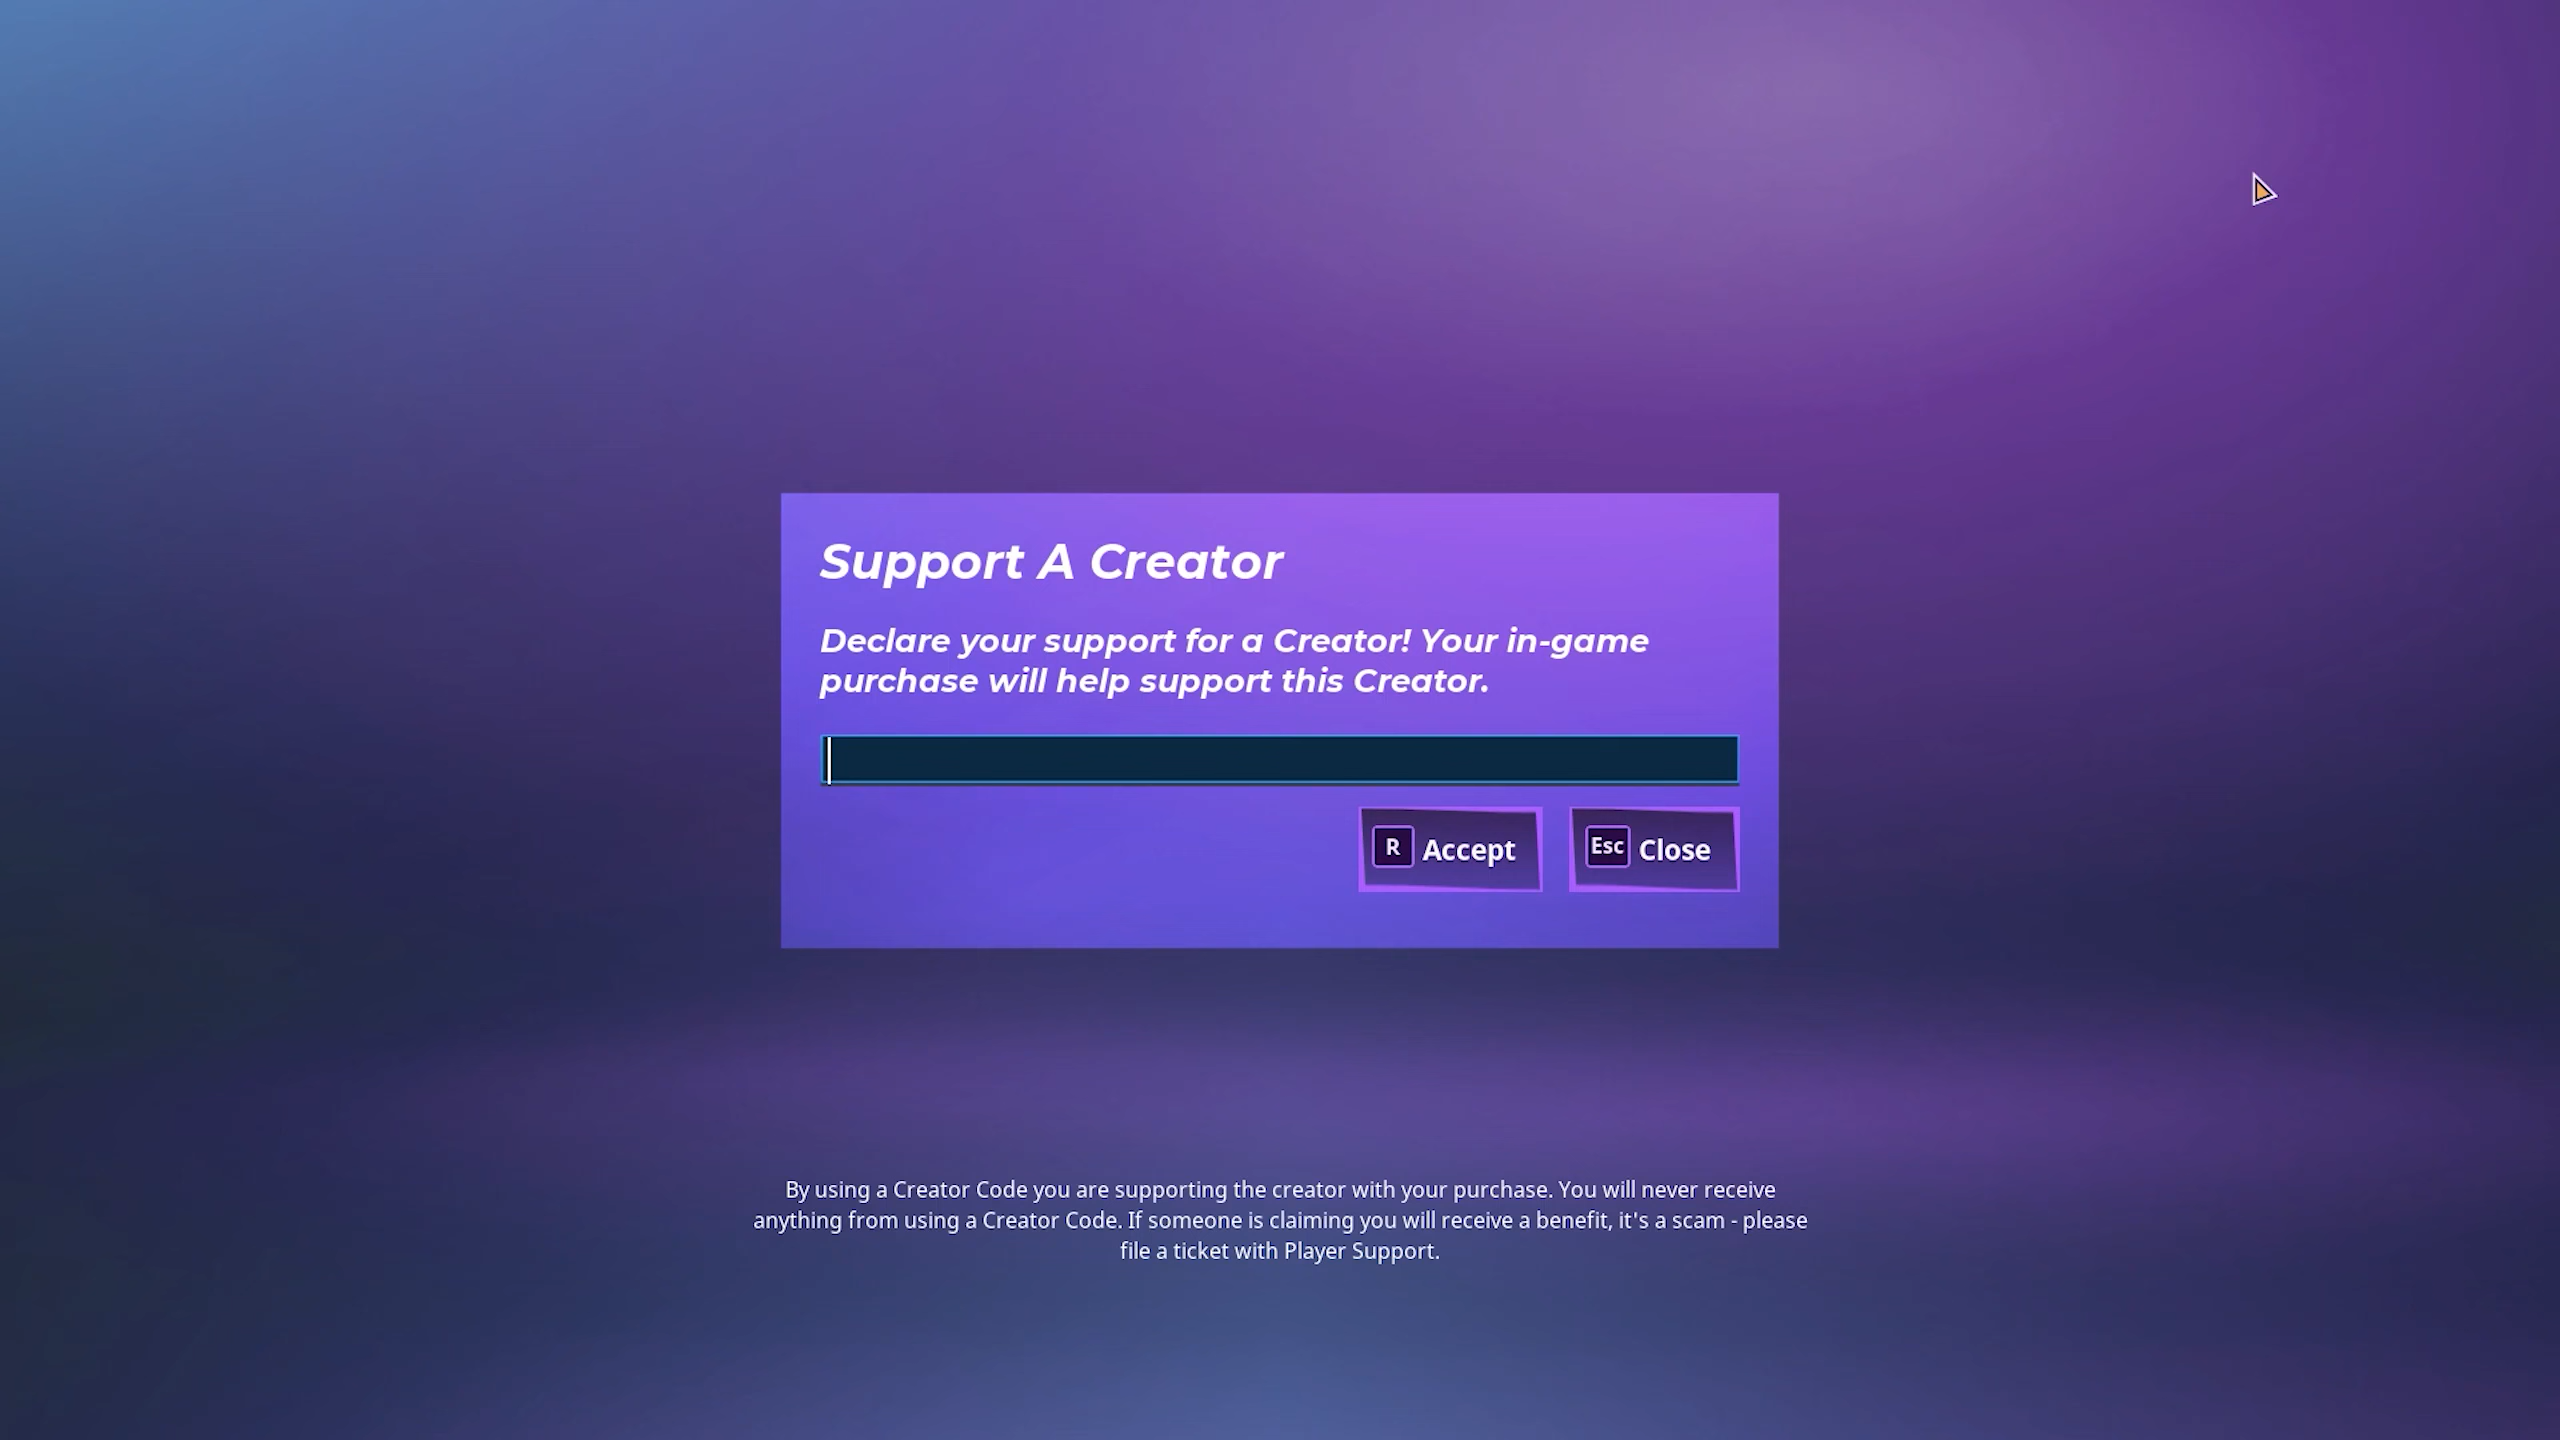 Support A Creator
Declare your support for a Creator! Your in-game
purchase will help support this Creator.
R Accept
Esc Close
By using a Creator Code you are supporting the creator with your purchase. You will never receive
anything from using a Creator Code. If someone is claiming you will receive a benefit, it's a scam - please
file a ticket with Player Support.